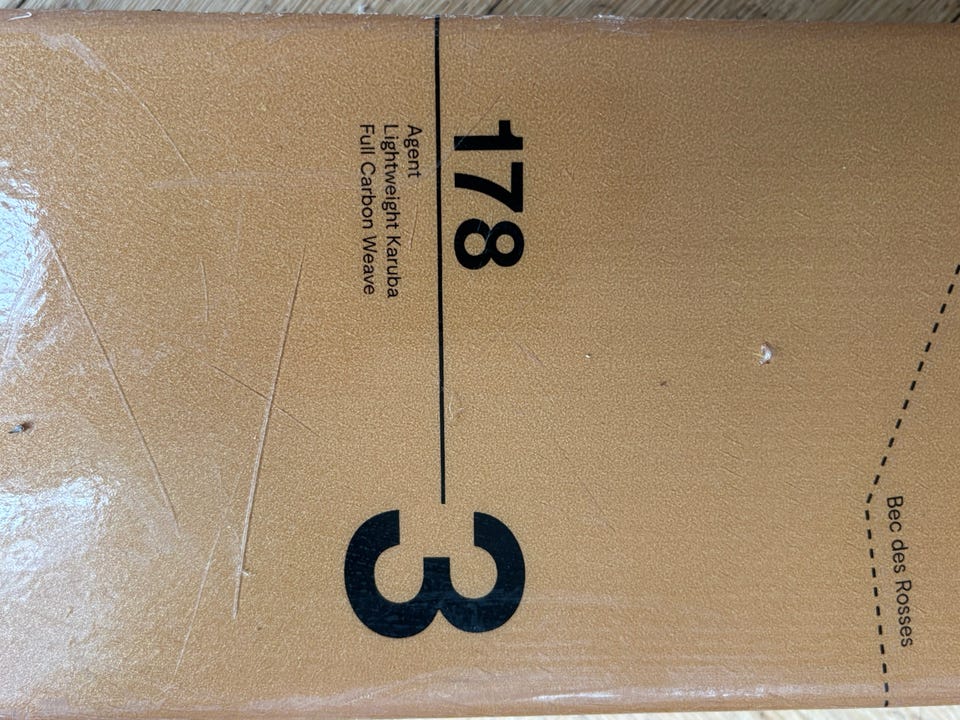 Bec des Rosses
178
3
Agent
Lightweight Karuba
Full Carbon Weave